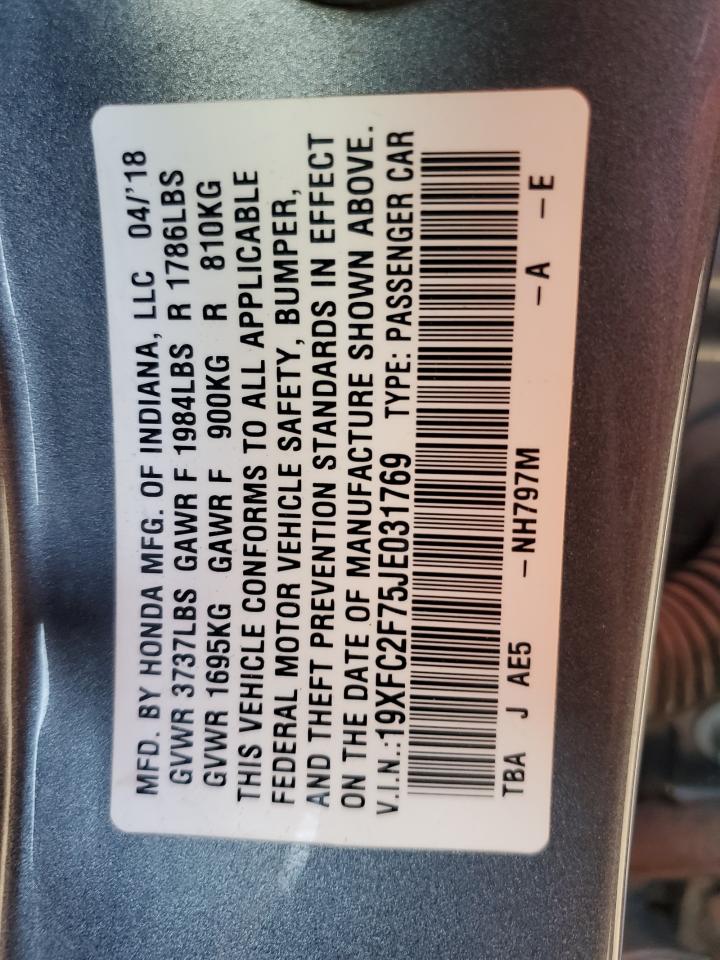 MFD. BY HONDA MFG. OF INDIANA, LLC 04/'18
GVWR 3737LBS GAWR F 1984LBS R 1786LBS
GVWR 1695KG GAWR F 900KG R 810KG
THIS VEHICLE CONFORMS TO ALL APPLICABLE
FEDERAL MOTOR VEHICLE SAFETY, BUMPER,
AND THEFT PREVENTION STANDARDS IN EFFECT
ON THE DATE OF MANUFACTURE SHOWN ABOVE.
V.I.N.:19XFC2F75JE031769 TYPE: PASSENGER CAR
TBA J AE5 -NH797M -A -E